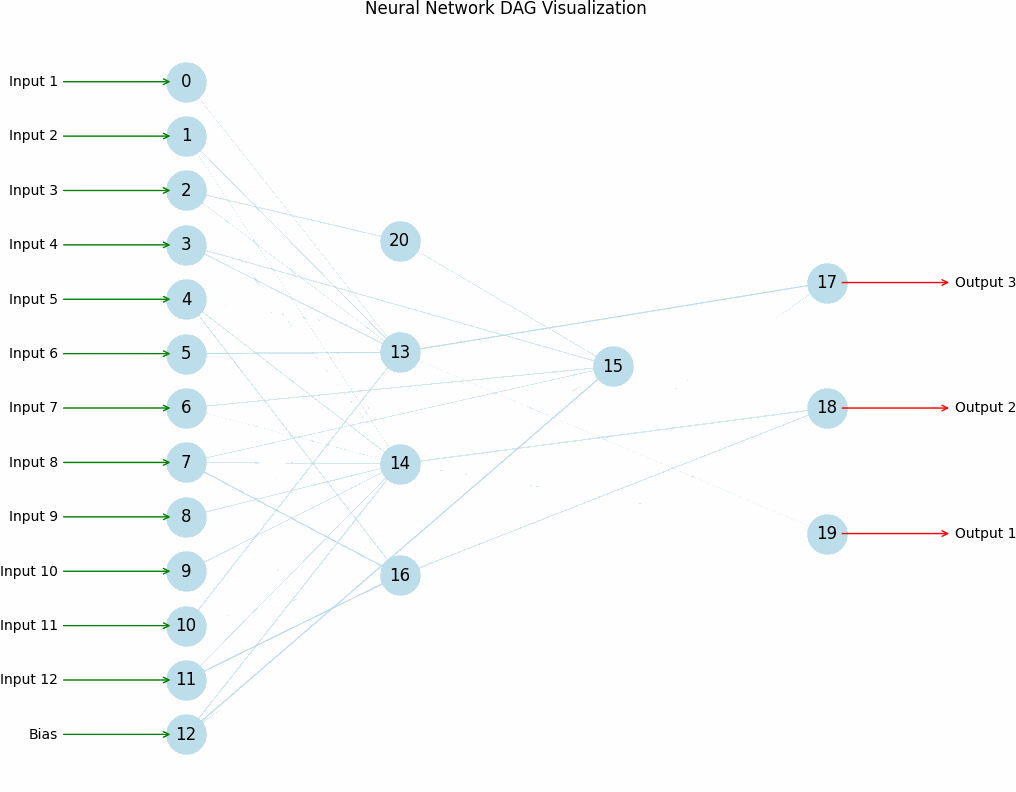 Neural Network DAG Visualization
Input 1 0
Input 2 1
Input 3 2
20
Input 4 3
17 Output 3
Input 5 4
Input 6 5
13
15
Input 7 6
18 Output 2
Input 8 7
14
Input 9 8
19 Output 1
Input 10 9
16
Input 11 10
Input 12 11
Bias 12